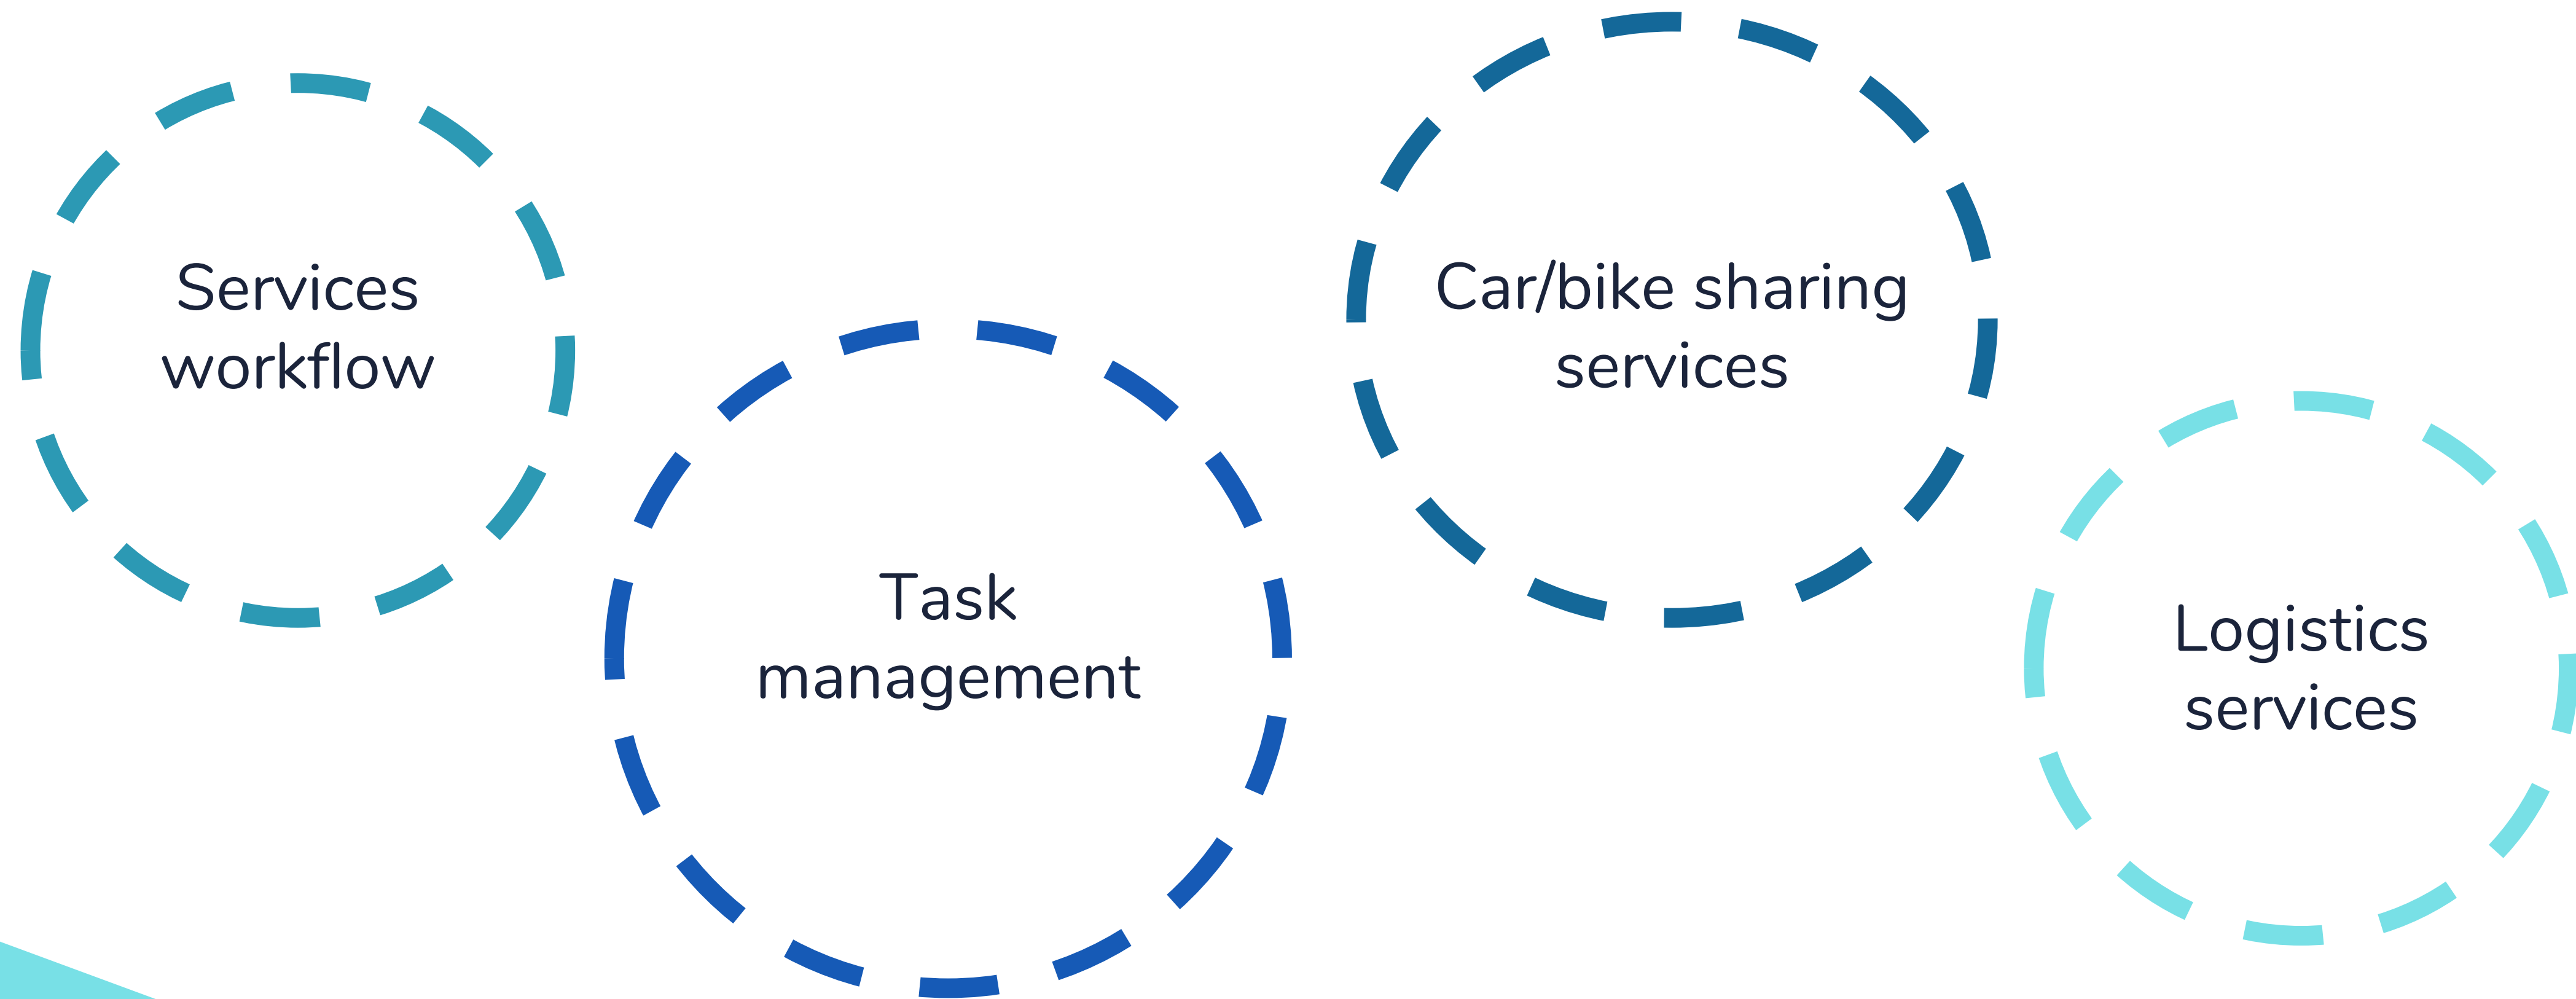 Services
workflow
Task
management
Car/bike sharing
services
Logistics
services